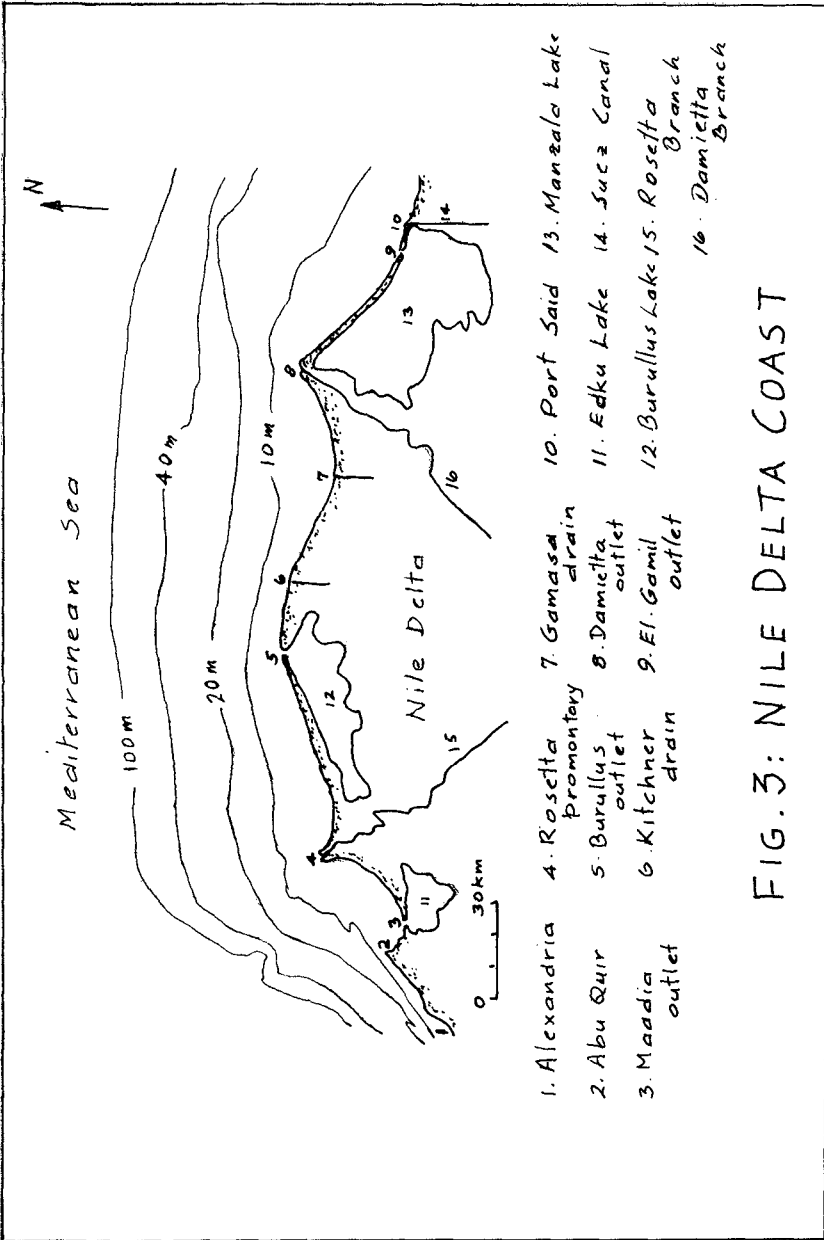 N
Mediterranean Sea
100m
40m
20m
10m
1
2
3
4
5
6
7
8
9
10
11
12
13
14
15
16
Nile Delta
0 30km
1. Alexandria
2. Abu Quir
3. Maadia
outlet
4. Rosetta
promontory
5. Burullus
outlet
6. Kitchner
drain
7. Gamasa
drain
8. Damietta
outlet
9. El. Gamil
outlet
10. Port Said
11. Edku Lake
12. Burullus Lake
13. Manzala Lake
14. Suez Canal
15. Rosetta
Branch
16. Damietta
Branch
FIG. 3: NILE DELTA COAST